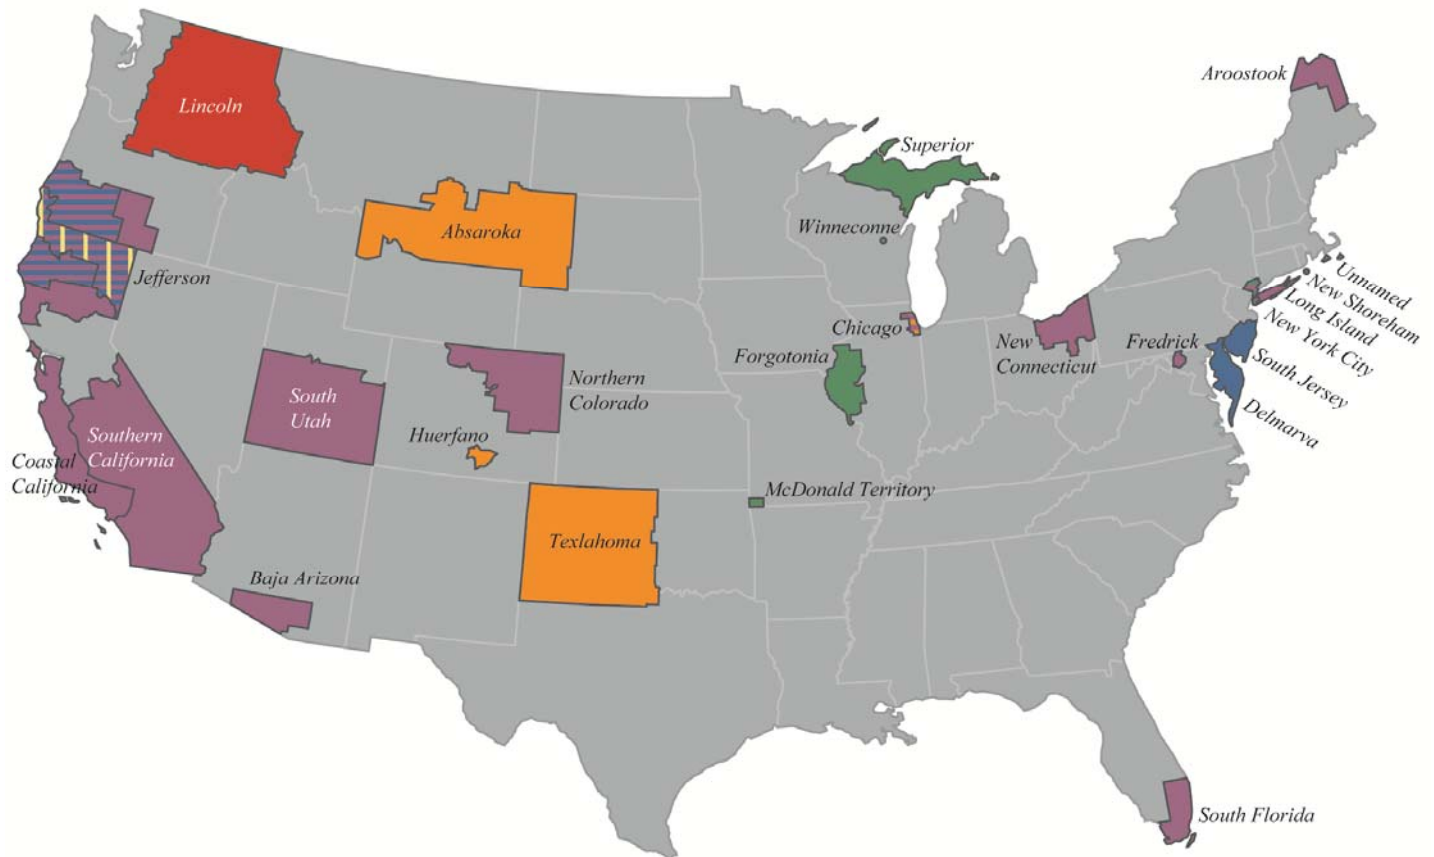 Aroostook
Lincoln
Superior
Winneconne
Absaroka
Unnamed
New Shoreham
Long Island
New York City
South Jersey
Delmarva
Jefferson
Chicago
New
Connecticut
Fredrick
Forgotonia
South
Utah
Northern
Colorado
Huerfano
Southern
California
Coastal
California
McDonald Territory
Texlahoma
Baja Arizona
South Florida